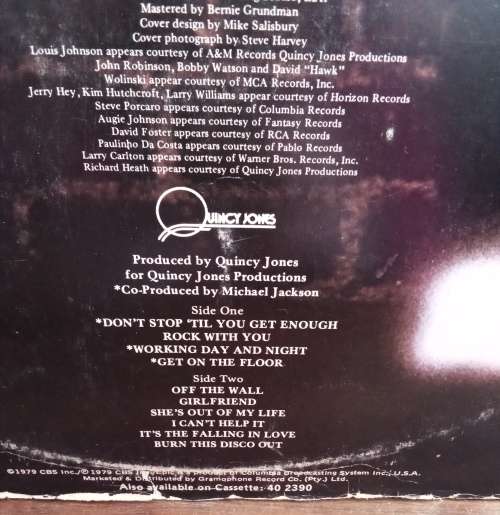 Mastered by Bernie Grundman
Cover design by Mike Salisbury
Cover photograph by Steve Harvey
Louis Johnson appears courtesy of A&M Records Quincy Jones Productions
John Robinson, Bobby Watson and David "Hawk"
Wolinski appear courtesy of MCA Records, Inc.
Jerry Hey, Kim Hutchcroft, Larry Williams appear courtesy of Horizon Records
Steve Porcaro appears courtesy of Columbia Records
Augie Johnson appears courtesy of Fantasy Records
David Foster appears courtesy of RCA Records
Paulinho Da Costa appears courtesy of Pablo Records
Larry Carlton appears courtesy of Warner Bros. Records, Inc.
Richard Heath appears courtesy of Quincy Jones Productions
QUINCY JONES
Produced by Quincy Jones
for Quincy Jones Productions
*Co-Produced by Michael Jackson
Side One
*DON'T STOP 'TIL YOU GET ENOUGH
ROCK WITH YOU
*WORKING DAY AND NIGHT
*GET ON THE FLOOR
Side Two
OFF THE WALL
GIRLFRIEND
SHE'S OUT OF MY LIFE
I CAN'T HELP IT
IT'S THE FALLING IN LOVE
BURN THIS DISCO OUT
©1979 CBS Inc./℗1979 CBS Inc./Epic is a product of Columbia Broadcasting System Inc., U.S.A.
Marketed & Distributed by Gramophone Record Co. (Pty.) Ltd.
Also available on Cassette: 40 2390